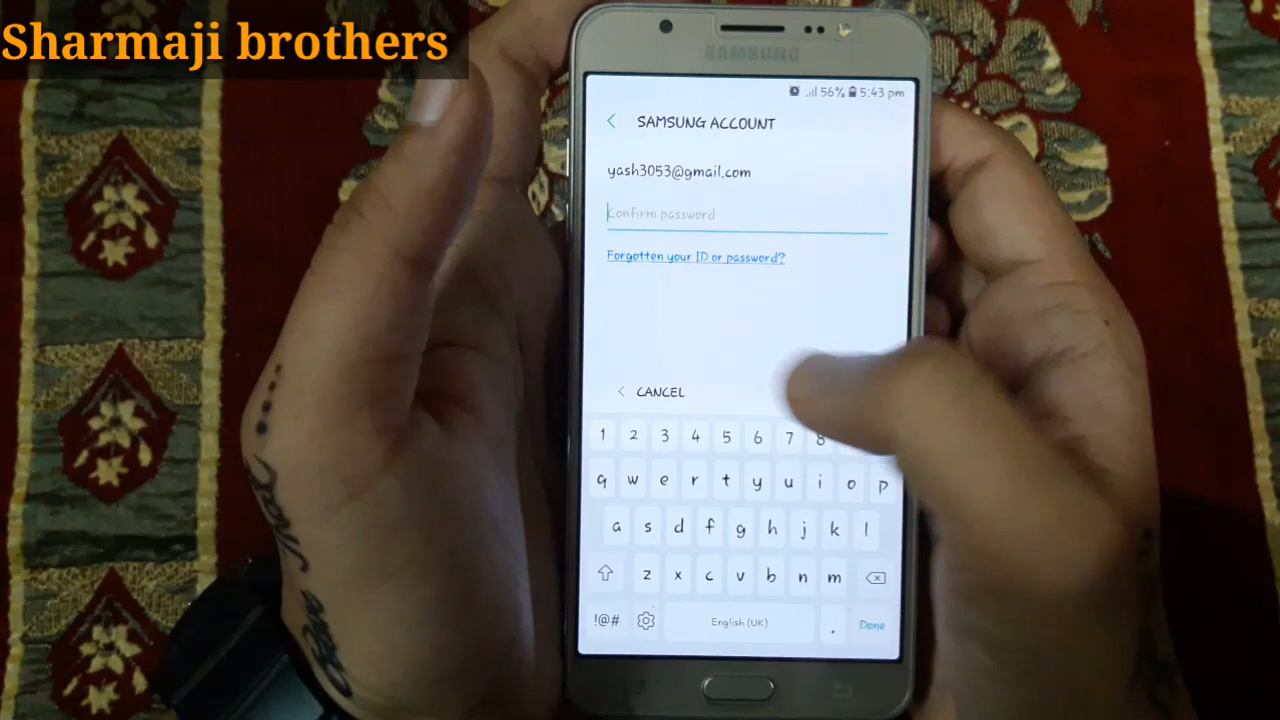 Sharmaji brothers
SAMSUNG
56% 5:43 pm
SAMSUNG ACCOUNT
yash3053@gmail.com
Confirm password
Forgotten your ID or password?
CANCEL
1 2 3 4 5 6 7 8
q w e r t y u i o p
a s d f g h j k l
z x c v b n m
!@# English (UK) . Done